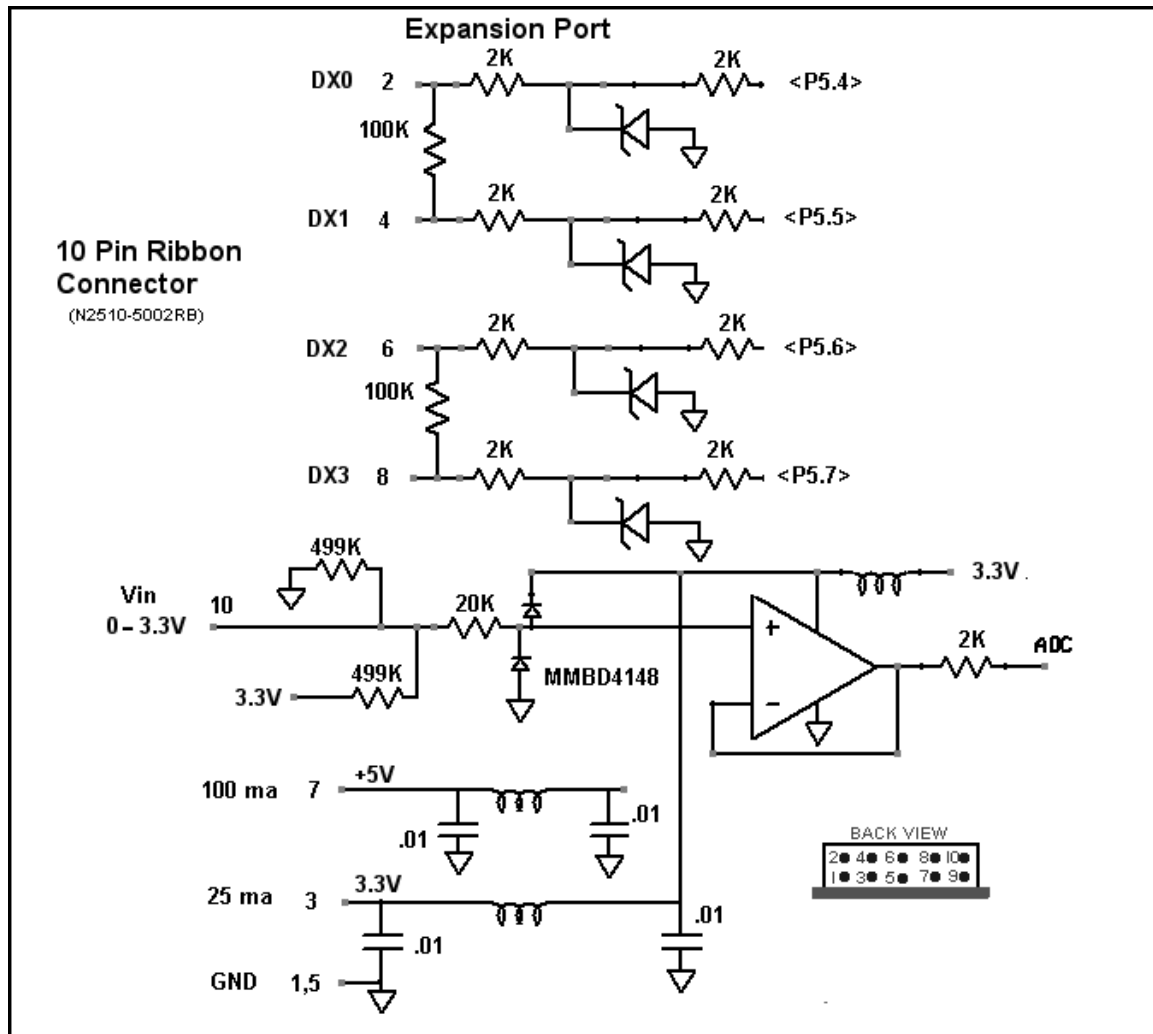 Expansion Port
2K 2K
DX0 2 <P5.4>
100K
2K 2K
DX1 4 <P5.5>
10 Pin Ribbon
Connector
(N2510-5002RB)
2K 2K
DX2 6 <P5.6>
100K
2K 2K
DX3 8 <P5.7>
499K
3.3V .
Vin 10 20K
0 – 3.3V
+
2K ADC
499K MMBD4148
3.3V
−
+5V
100 ma 7
.01 .01
BACK VIEW
2 4 6 8 10
1 3 5 7 9
3.3V
25 ma 3
.01
.01
GND 1,5